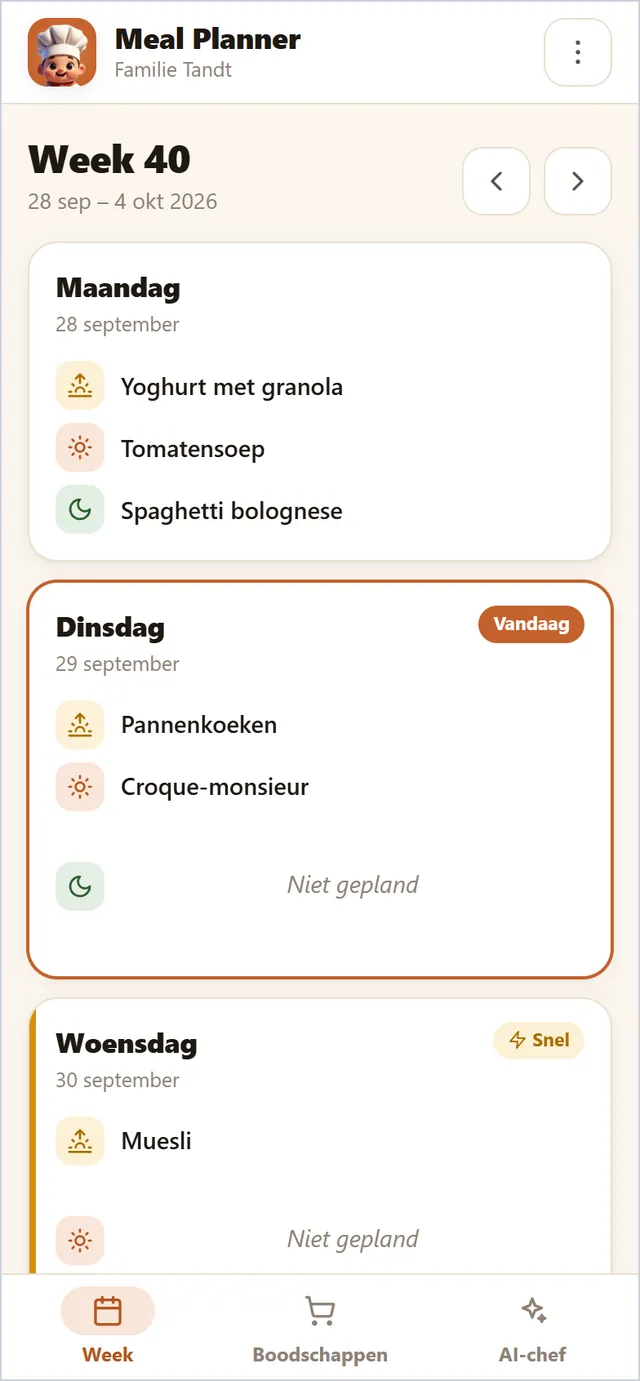 Meal Planner
Familie Tandt
Week 40
28 sep – 4 okt 2026
Maandag
28 september
Yoghurt met granola
Tomatensoep
Spaghetti bolognese
Dinsdag
Vandaag
29 september
Pannenkoeken
Croque-monsieur
Niet gepland
Woensdag
Snel
30 september
Muesli
Niet gepland
Week
Boodschappen
AI-chef